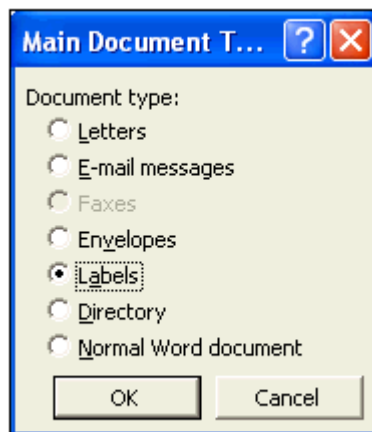 Main Document T...
Document type:
Letters
E-mail messages
Faxes
Envelopes
Labels
Directory
Normal Word document
OK Cancel